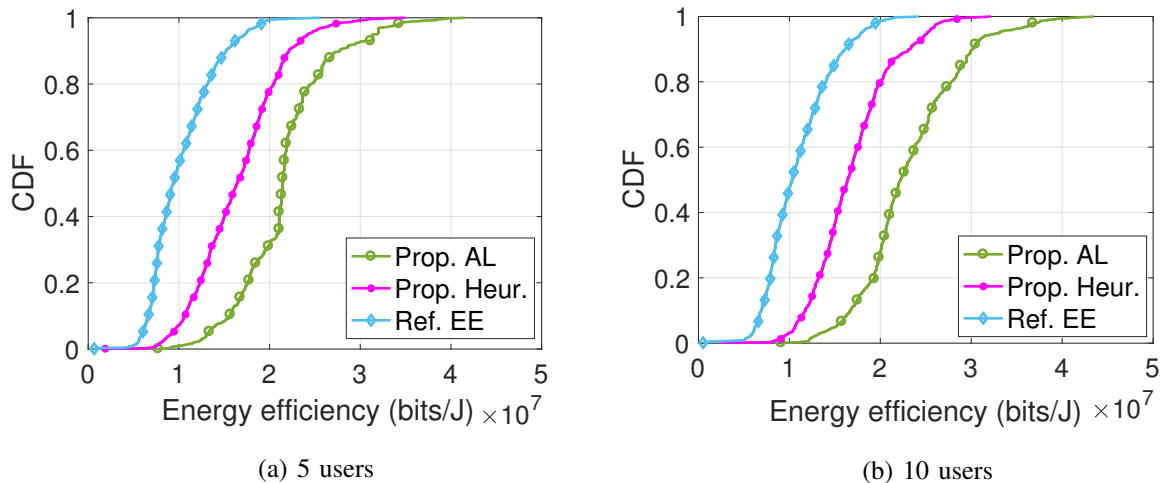 1
0.8
0.6
0.4
0.2
0
CDF
0 1 2 3 4 5
Energy efficiency (bits/J) ×10^7
Prop. AL
Prop. Heur.
Ref. EE
(a) 5 users
1
0.8
0.6
0.4
0.2
0
CDF
0 1 2 3 4 5
Energy efficiency (bits/J) ×10^7
Prop. AL
Prop. Heur.
Ref. EE
(b) 10 users